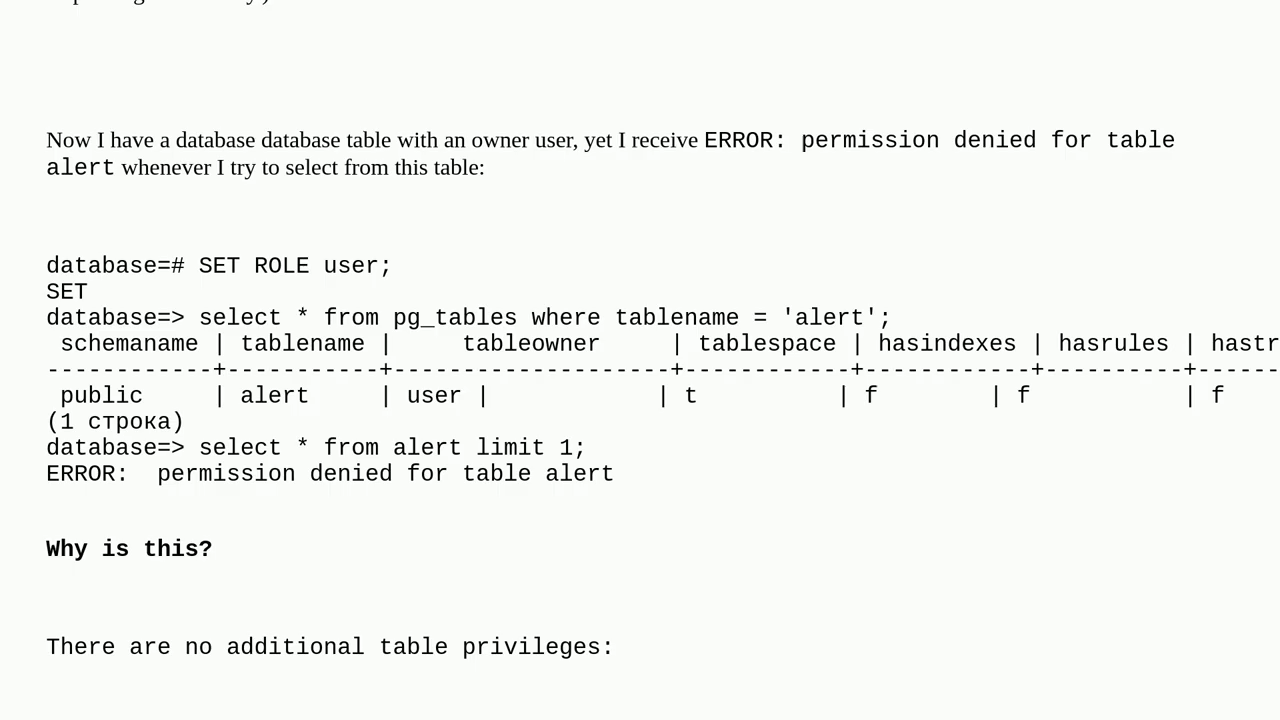 Now I have a database database table with an owner user, yet I receive ERROR: permission denied for table
alert whenever I try to select from this table:
database=# SET ROLE user;
SET
database=> select * from pg_tables where tablename = 'alert';
 schemaname | tablename |     tableowner     | tablespace | hasindexes | hasrules | hastr
------------+-----------+--------------------+------------+------------+----------+------
 public     | alert     | user |            | t          | f        | f           | f
(1 строка)
database=> select * from alert limit 1;
ERROR:  permission denied for table alert
Why is this?
There are no additional table privileges: